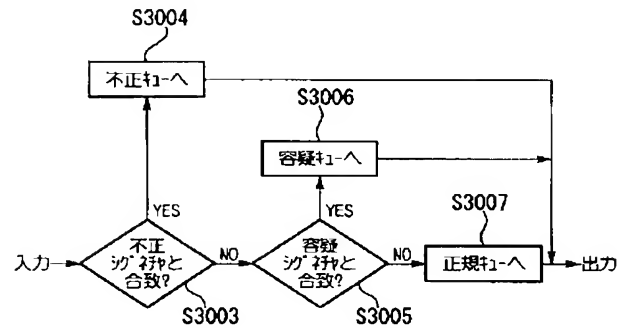 S3004
不正ｷｭｰへ
S3006
容疑ｷｭｰへ
S3007
YES
YES
入力
不正
ｼｸﾞﾈﾁｬと
合致?
NO
容疑
ｼｸﾞﾈﾁｬと
合致?
NO
正規ｷｭｰへ
出力
S3003
S3005